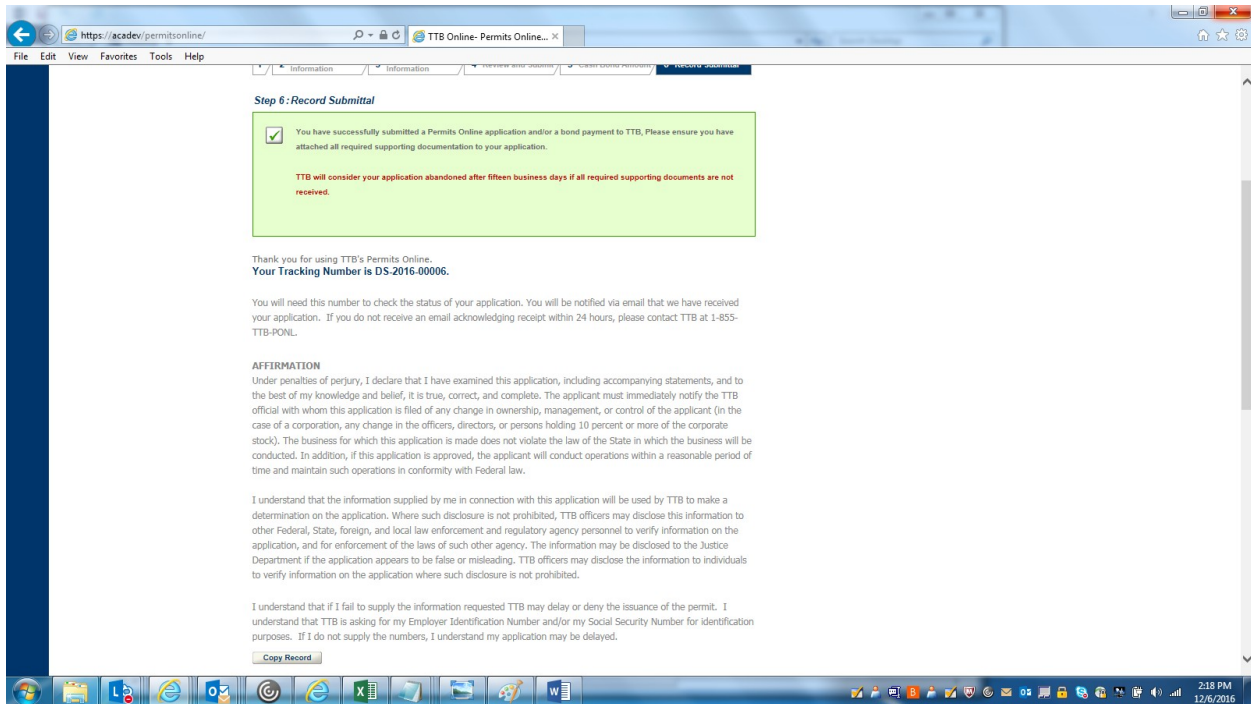 https://acadev/permitsonline/
TTB Online- Permits Online...
File Edit View Favorites Tools Help
1 2 Information 3 Information 4 Review and Submit 5 Cash Bond Amount 6 Record Submittal
Step 6 : Record Submittal
You have successfully submitted a Permits Online application and/or a bond payment to TTB, Please ensure you have
attached all required supporting documentation to your application.
TTB will consider your application abandoned after fifteen business days if all required supporting documents are not
received.
Thank you for using TTB's Permits Online.
Your Tracking Number is DS-2016-00006.
You will need this number to check the status of your application. You will be notified via email that we have received
your application. If you do not receive an email acknowledging receipt within 24 hours, please contact TTB at 1-855-
TTB-PONL.
AFFIRMATION
Under penalties of perjury, I declare that I have examined this application, including accompanying statements, and to
the best of my knowledge and belief, it is true, correct, and complete. The applicant must immediately notify the TTB
official with whom this application is filed of any change in ownership, management, or control of the applicant (in the
case of a corporation, any change in the officers, directors, or persons holding 10 percent or more of the corporate
stock). The business for which this application is made does not violate the law of the State in which the business will be
conducted. In addition, if this application is approved, the applicant will conduct operations within a reasonable period of
time and maintain such operations in conformity with Federal law.
I understand that the information supplied by me in connection with this application will be used by TTB to make a
determination on the application. Where such disclosure is not prohibited, TTB officers may disclose this information to
other Federal, State, foreign, and local law enforcement and regulatory agency personnel to verify information on the
application, and for enforcement of the laws of such other agency. The information may be disclosed to the Justice
Department if the application appears to be false or misleading. TTB officers may disclose the information to individuals
to verify information on the application where such disclosure is not prohibited.
I understand that if I fail to supply the information requested TTB may delay or deny the issuance of the permit. I
understand that TTB is asking for my Employer Identification Number and/or my Social Security Number for identification
purposes. If I do not supply the numbers, I understand my application may be delayed.
Copy Record
2:18 PM
12/6/2016